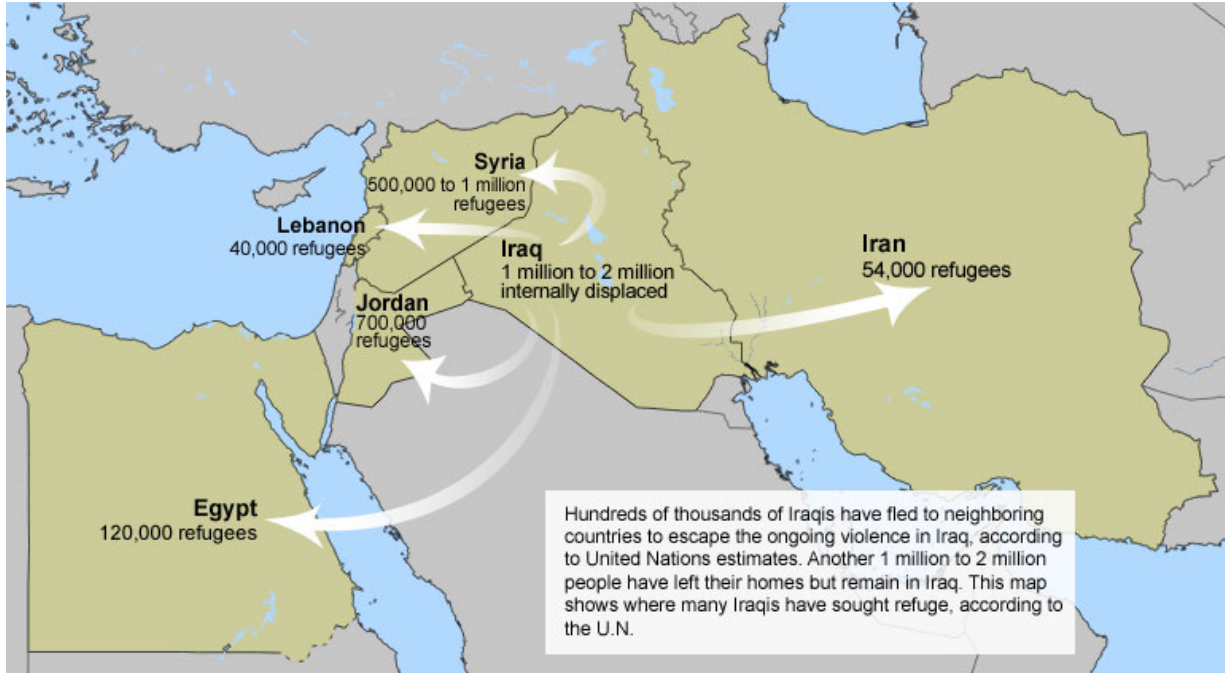 Syria
500,000 to 1 million
refugees
Lebanon
40,000 refugees
Iraq
1 million to 2 million
internally displaced
Iran
54,000 refugees
Jordan
700,000
refugees
Egypt
120,000 refugees
Hundreds of thousands of Iraqis have fled to neighboring
countries to escape the ongoing violence in Iraq, according
to United Nations estimates. Another 1 million to 2 million
people have left their homes but remain in Iraq. This map
shows where many Iraqis have sought refuge, according to
the U.N.